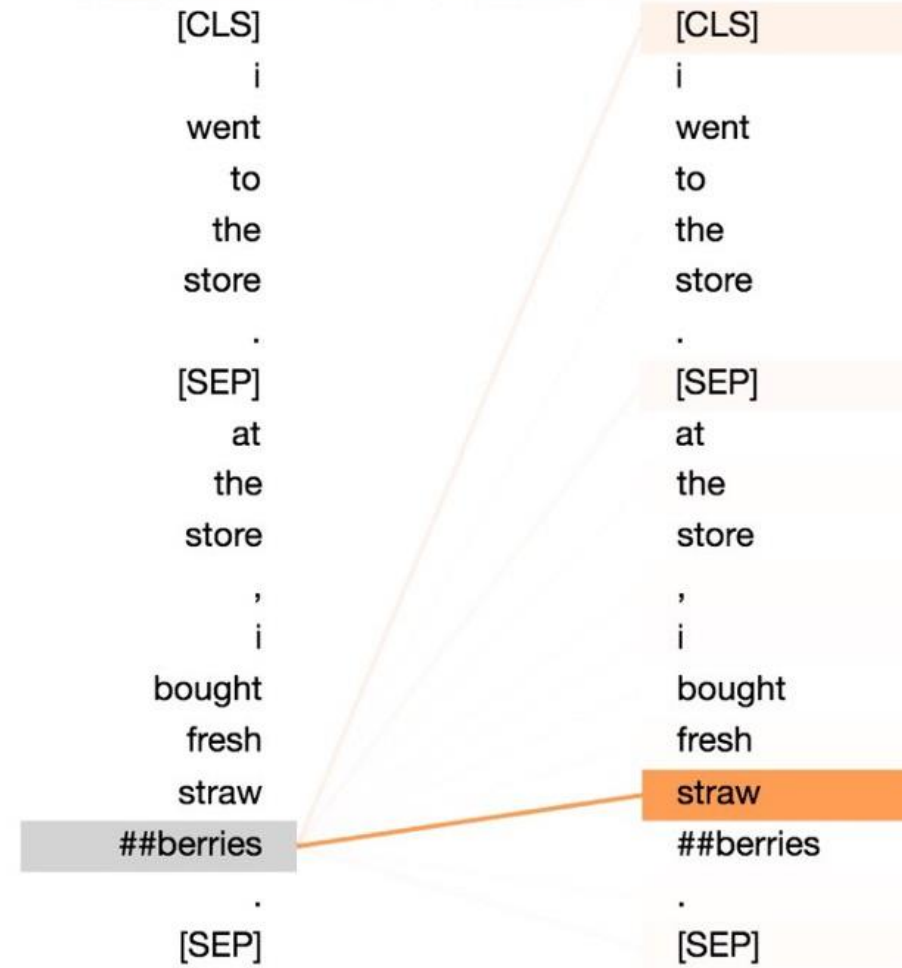 [CLS] [CLS]
i i
went went
to to
the the
store store
. .
[SEP] [SEP]
at at
the the
store store
, ,
i i
bought bought
fresh fresh
straw straw
##berries ##berries
. .
[SEP] [SEP]